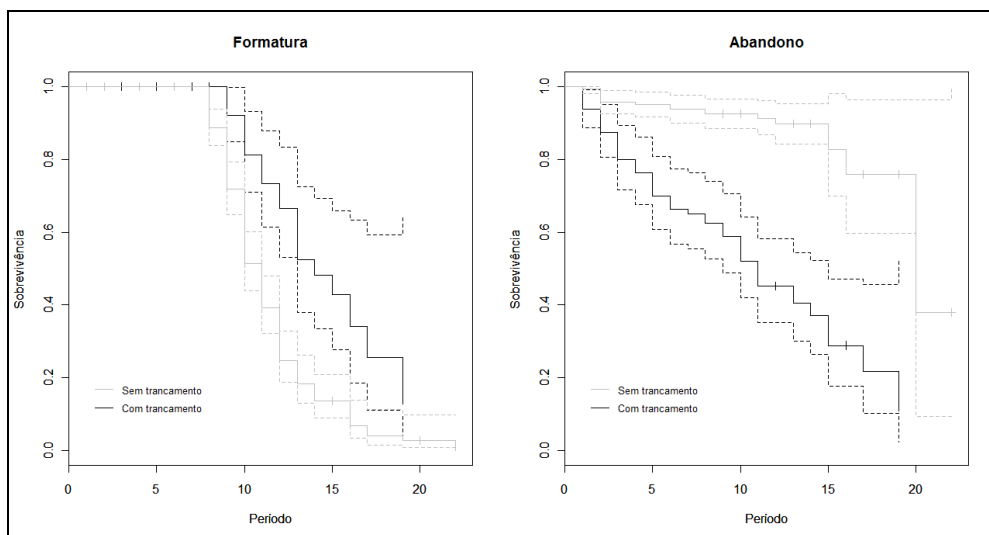 Formatura
Sobrevivência
1.0
0.8
0.6
0.4
0.2
0.0
Sem trancamento
Com trancamento
0 5 10 15 20
Período
Abandono
Sobrevivência
1.0
0.8
0.6
0.4
0.2
0.0
Sem trancamento
Com trancamento
0 5 10 15 20
Período